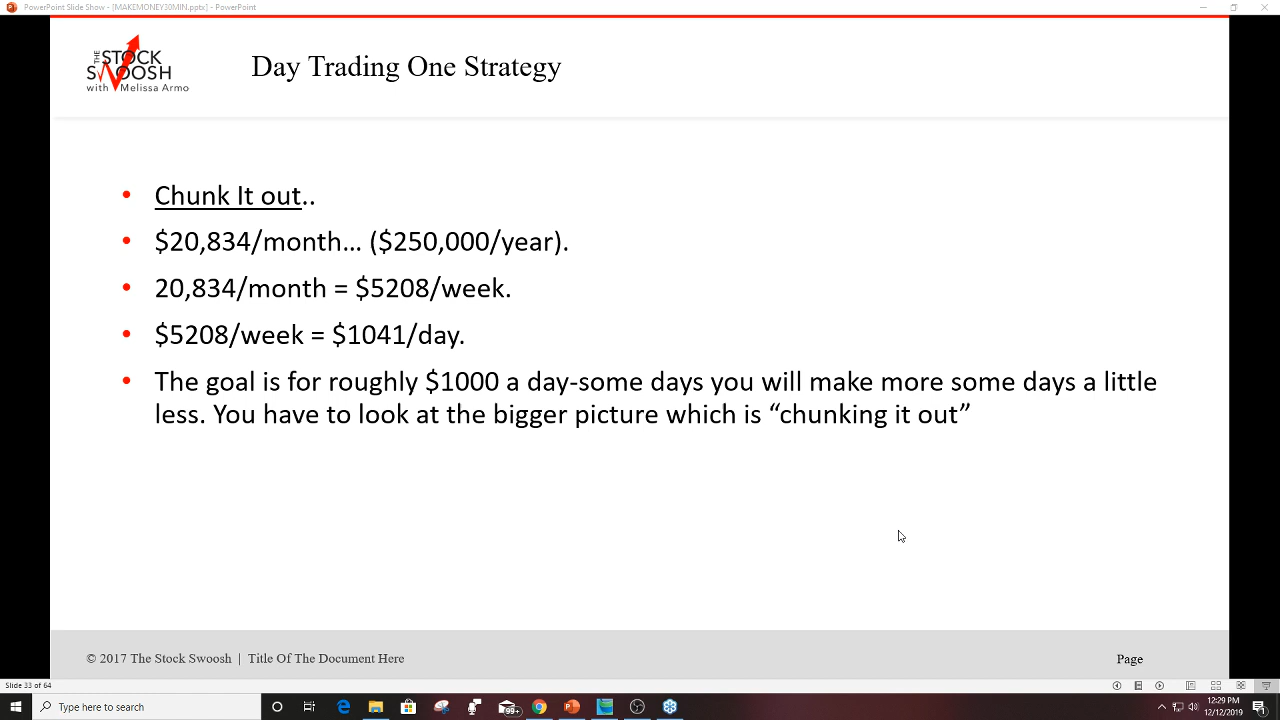 PowerPoint Slide Show - [MAKEMONEY30MIN.pptx] - PowerPoint
THE STOCK
SWOOSH
with Melissa Armo
Day Trading One Strategy
Chunk It out..
$20,834/month... ($250,000/year).
20,834/month = $5208/week.
$5208/week = $1041/day.
The goal is for roughly $1000 a day-some days you will make more some days a little
less. You have to look at the bigger picture which is “chunking it out”
© 2017 The Stock Swoosh | Title Of The Document Here
Page
Slide 33 of 64
Type here to search
99+
12:29 PM
12/12/2019
1